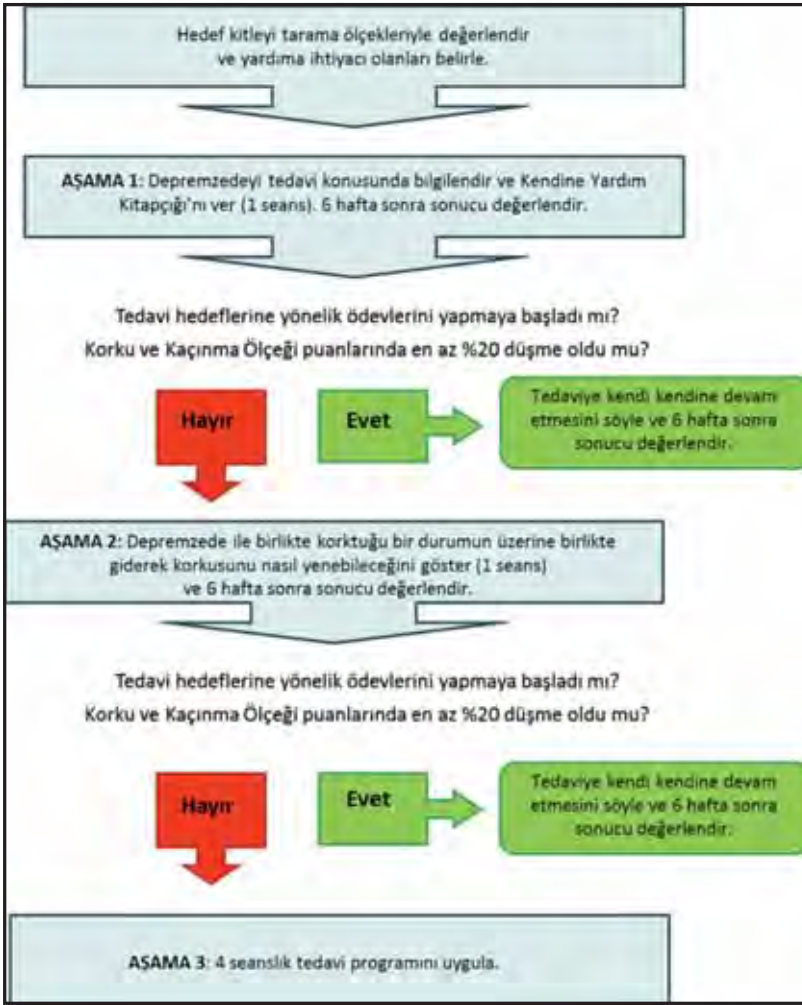 Hedef kitleyi tarama ölçekleriyle değerlendir
ve yardıma ihtiyacı olanları belirle.
AŞAMA 1: Depremzedeyi tedavi konusunda bilgilendir ve Kendine Yardım
Kitapçığı'nı ver (1 seans). 6 hafta sonra sonucu değerlendir.
Tedavi hedeflerine yönelik ödevlerini yapmaya başladı mı?
Korku ve Kaçınma Ölçeği puanlarında en az %20 düşme oldu mu?
Hayır
Evet
Tedaviye kendi kendine devam
etmesini söyle ve 6 hafta sonra
sonucu değerlendir.
AŞAMA 2: Depremzede ile birlikte korktuğu bir durumun üzerine birlikte
giderek korkusunu nasıl yenebileceğini göster (1 seans)
ve 6 hafta sonra sonucu değerlendir.
Tedavi hedeflerine yönelik ödevlerini yapmaya başladı mı?
Korku ve Kaçınma Ölçeği puanlarında en az %20 düşme oldu mu?
Hayır
Evet
Tedaviye kendi kendine devam
etmesini söyle ve 6 hafta sonra
sonucu değerlendir.
AŞAMA 3: 4 seanslık tedavi programını uygula.